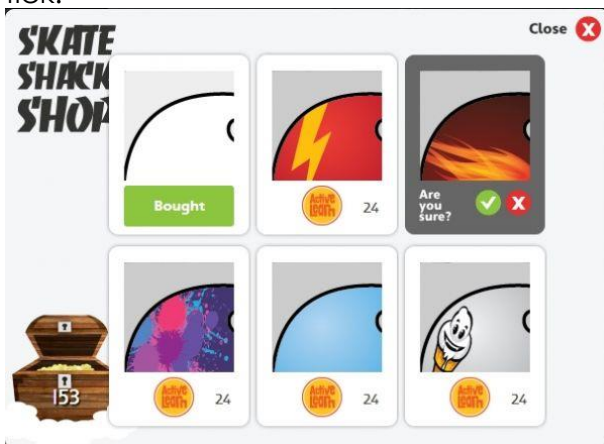 tick.
SKATE
SHACK
SHOP
Close X
Bought
Active
Learn
24
Are
you
sure?
Active
Learn
24
Active
Learn
24
Active
Learn
24
153